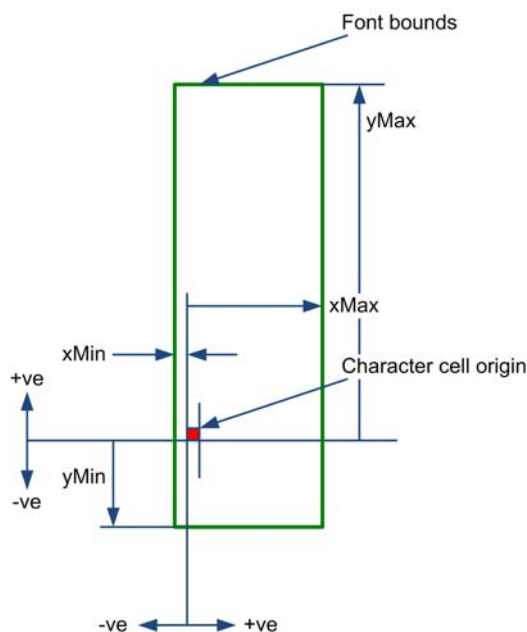 Font bounds
yMax
xMax
xMin
Character cell origin
+ve
yMin
-ve
-ve
+ve